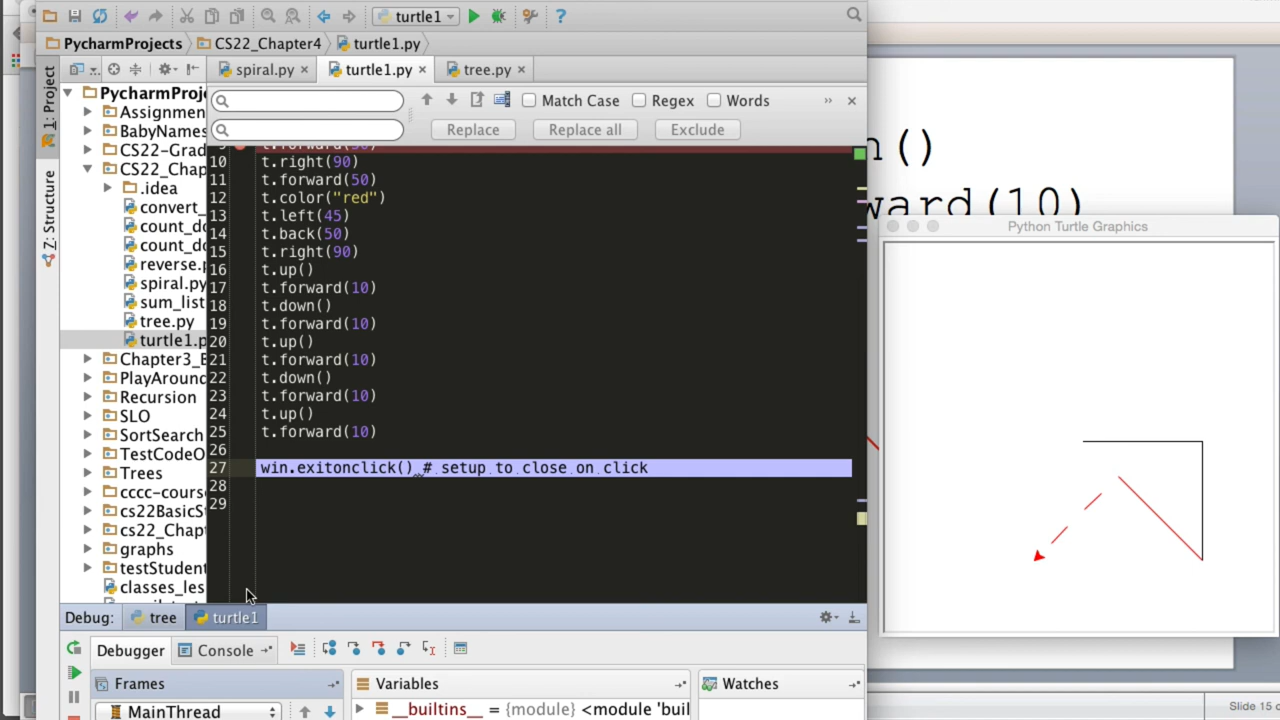 turtle1
PycharmProjects
CS22_Chapter4
turtle1.py
spiral.py
turtle1.py
tree.py
Match Case
Regex
Words
»
Replace
Replace all
Exclude
1: Project
Z: Structure
PycharmProj
Assignmen
BabyNames
CS22-Grad
CS22_Chap
.idea
convert_
count_do
count_do
reverse.p
spiral.py
sum_list
tree.py
turtle1.p
Chapter3_E
PlayAround
Recursion
SLO
SortSearch
TestCodeO
Trees
cccc-cours
cs22BasicS
cs22_Chapt
graphs
testStudent
classes_les
10 t.right(90)
11 t.forward(50)
12 t.color("red")
13 t.left(45)
14 t.back(50)
15 t.right(90)
16 t.up()
17 t.forward(10)
18 t.down()
19 t.forward(10)
20 t.up()
21 t.forward(10)
22 t.down()
23 t.forward(10)
24 t.up()
25 t.forward(10)
26
27 win.exitonclick() # setup to close on click
28
29
n()
ward(10)
Python Turtle Graphics
Debug: tree turtle1
Debugger
Console
Frames
Variables
Watches
MainThread
__builtins__ = {module} <module 'buil
Slide 15 o